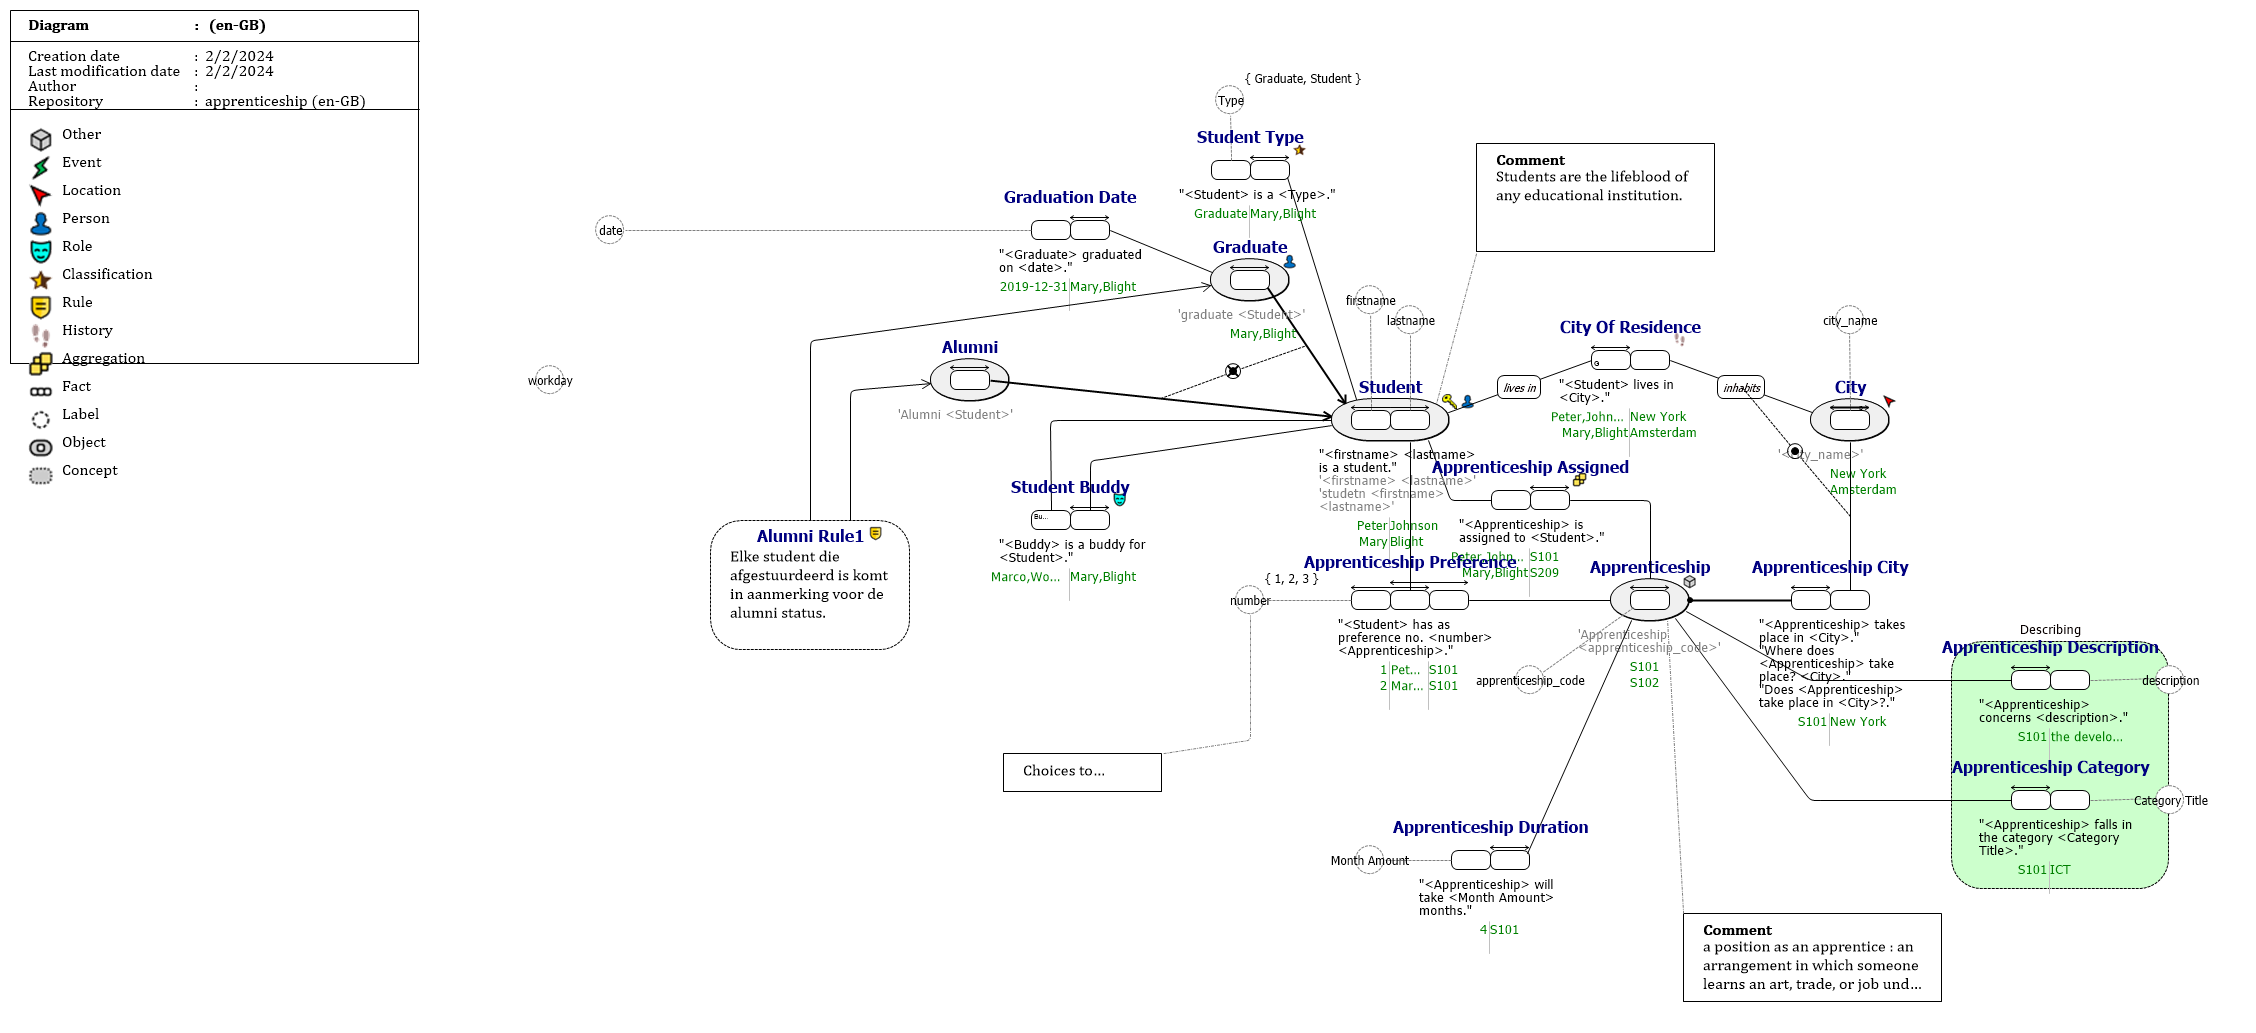 Diagram : (en-GB)
Creation date : 2/2/2024
Last modification date : 2/2/2024
Author :
Repository : apprenticeship (en-GB)
Other
Event
Location
Person
Role
Classification
Rule
History
Aggregation
Fact
Label
Object
Concept
{ Graduate, Student }
Type
Student Type
"<Student> is a <Type>."
Graduate Mary,Blight
Comment
Students are the lifeblood of
any educational institution.
Graduation Date
date
"<Graduate> graduated
on <date>."
2019-12-31 Mary,Blight
Graduate
'graduate <Student>'
Mary,Blight
workday
Alumni
'Alumni <Student>'
firstname
lastname
Student
"<firstname> <lastname>
is a student."
'<firstname> <lastname>'
'studetn <firstname>
<lastname>'
Peter Johnson
Mary Blight
City Of Residence
G
lives in
inhabits
"<Student> lives in
<City>."
Peter,John... New York
Mary,Blight Amsterdam
city_name
City
'<city_name>'
New York
Amsterdam
Student Buddy
Bu...
"<Buddy> is a buddy for
<Student>."
Marco,Wo... Mary,Blight
Alumni Rule1
Elke student die
afgestuurdeerd is komt
in aanmerking voor de
alumni status.
Apprenticeship Assigned
"<Apprenticeship> is
assigned to <Student>."
Peter,John... S101
Mary,Blight S209
Apprenticeship Preference
{ 1, 2, 3 }
number
"<Student> has as
preference no. <number>
<Apprenticeship>."
1 Pet... S101
2 Mar... S101
Choices to...
Apprenticeship
'Apprenticeship
<apprenticeship_code>'
S101
S102
apprenticeship_code
Apprenticeship City
"<Apprenticeship> takes
place in <City>."
"Where does
<Apprenticeship> take
place? <City>."
"Does <Apprenticeship>
take place in <City>?."
S101 New York
Describing
Apprenticeship Description
description
"<Apprenticeship>
concerns <description>."
S101 the develo...
Apprenticeship Category
Category Title
"<Apprenticeship> falls in
the category <Category
Title>."
S101 ICT
Apprenticeship Duration
Month Amount
"<Apprenticeship> will
take <Month Amount>
months."
4 S101
Comment
a position as an apprentice : an
arrangement in which someone
learns an art, trade, or job und...